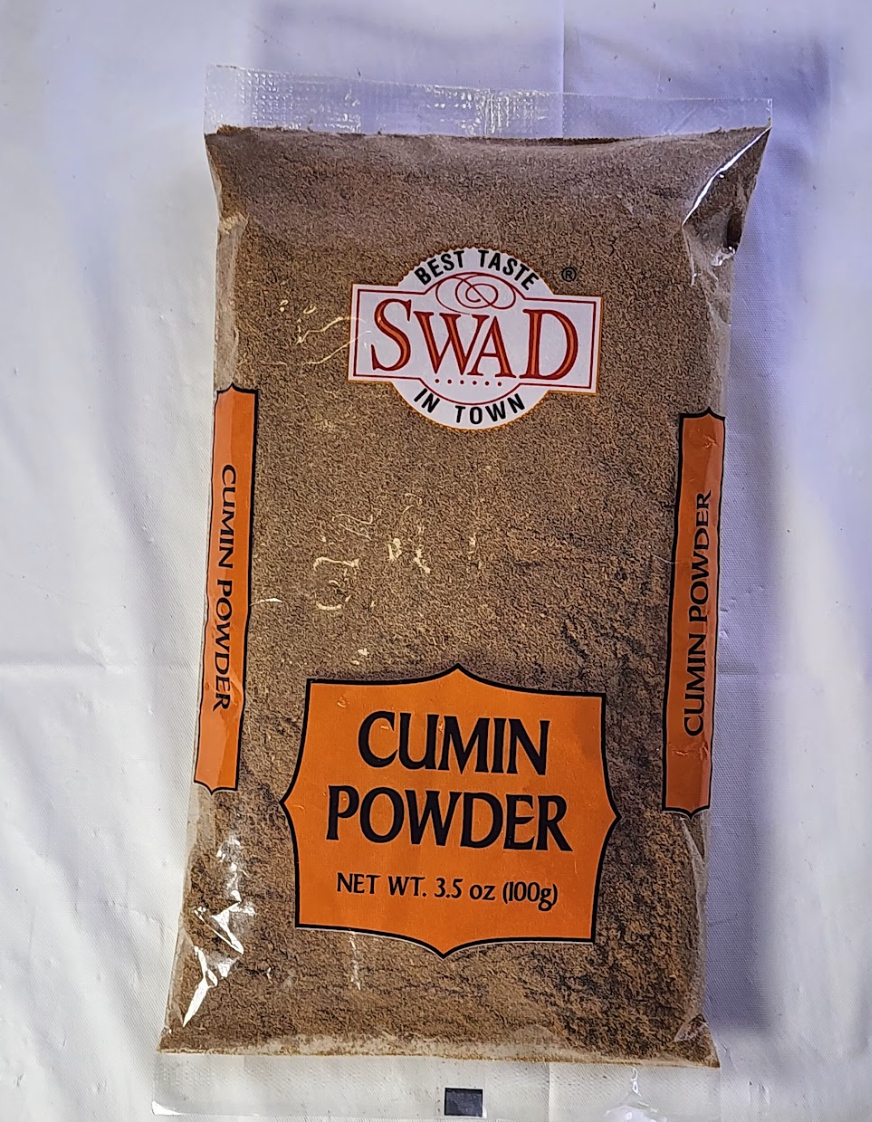 BEST TASTE
®
SWAD
IN TOWN
CUMIN POWDER
CUMIN POWDER
CUMIN
POWDER
NET WT. 3.5 oz (100g)